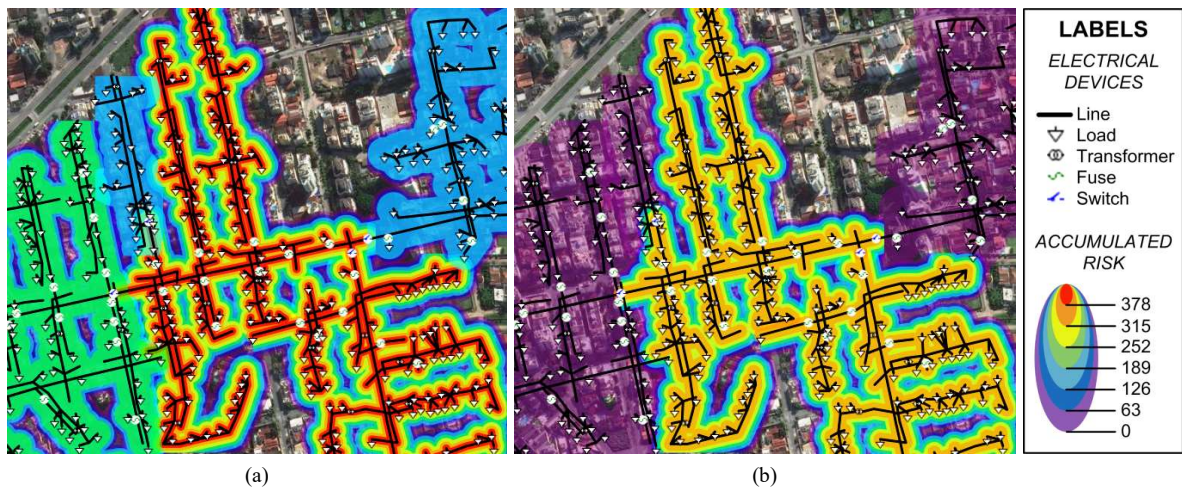 LABELS
ELECTRICAL
DEVICES
Line
Load
Transformer
Fuse
Switch
ACCUMULATED
RISK
378
315
252
189
126
63
0
(a)
(b)